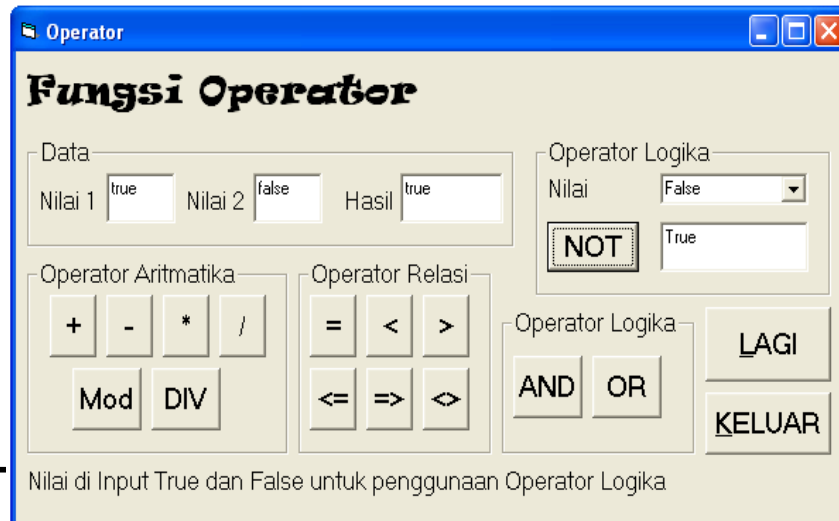 Operator
Fungsi Operator
Data
Nilai 1 true Nilai 2 false Hasil true
Operator Logika
Nilai False
NOT True
Operator Aritmatika
+ - * /
Mod DIV
Operator Relasi
= < >
<= => <>
Operator Logika
AND OR
LAGI
KELUAR
Nilai di Input True dan False untuk penggunaan Operator Logika